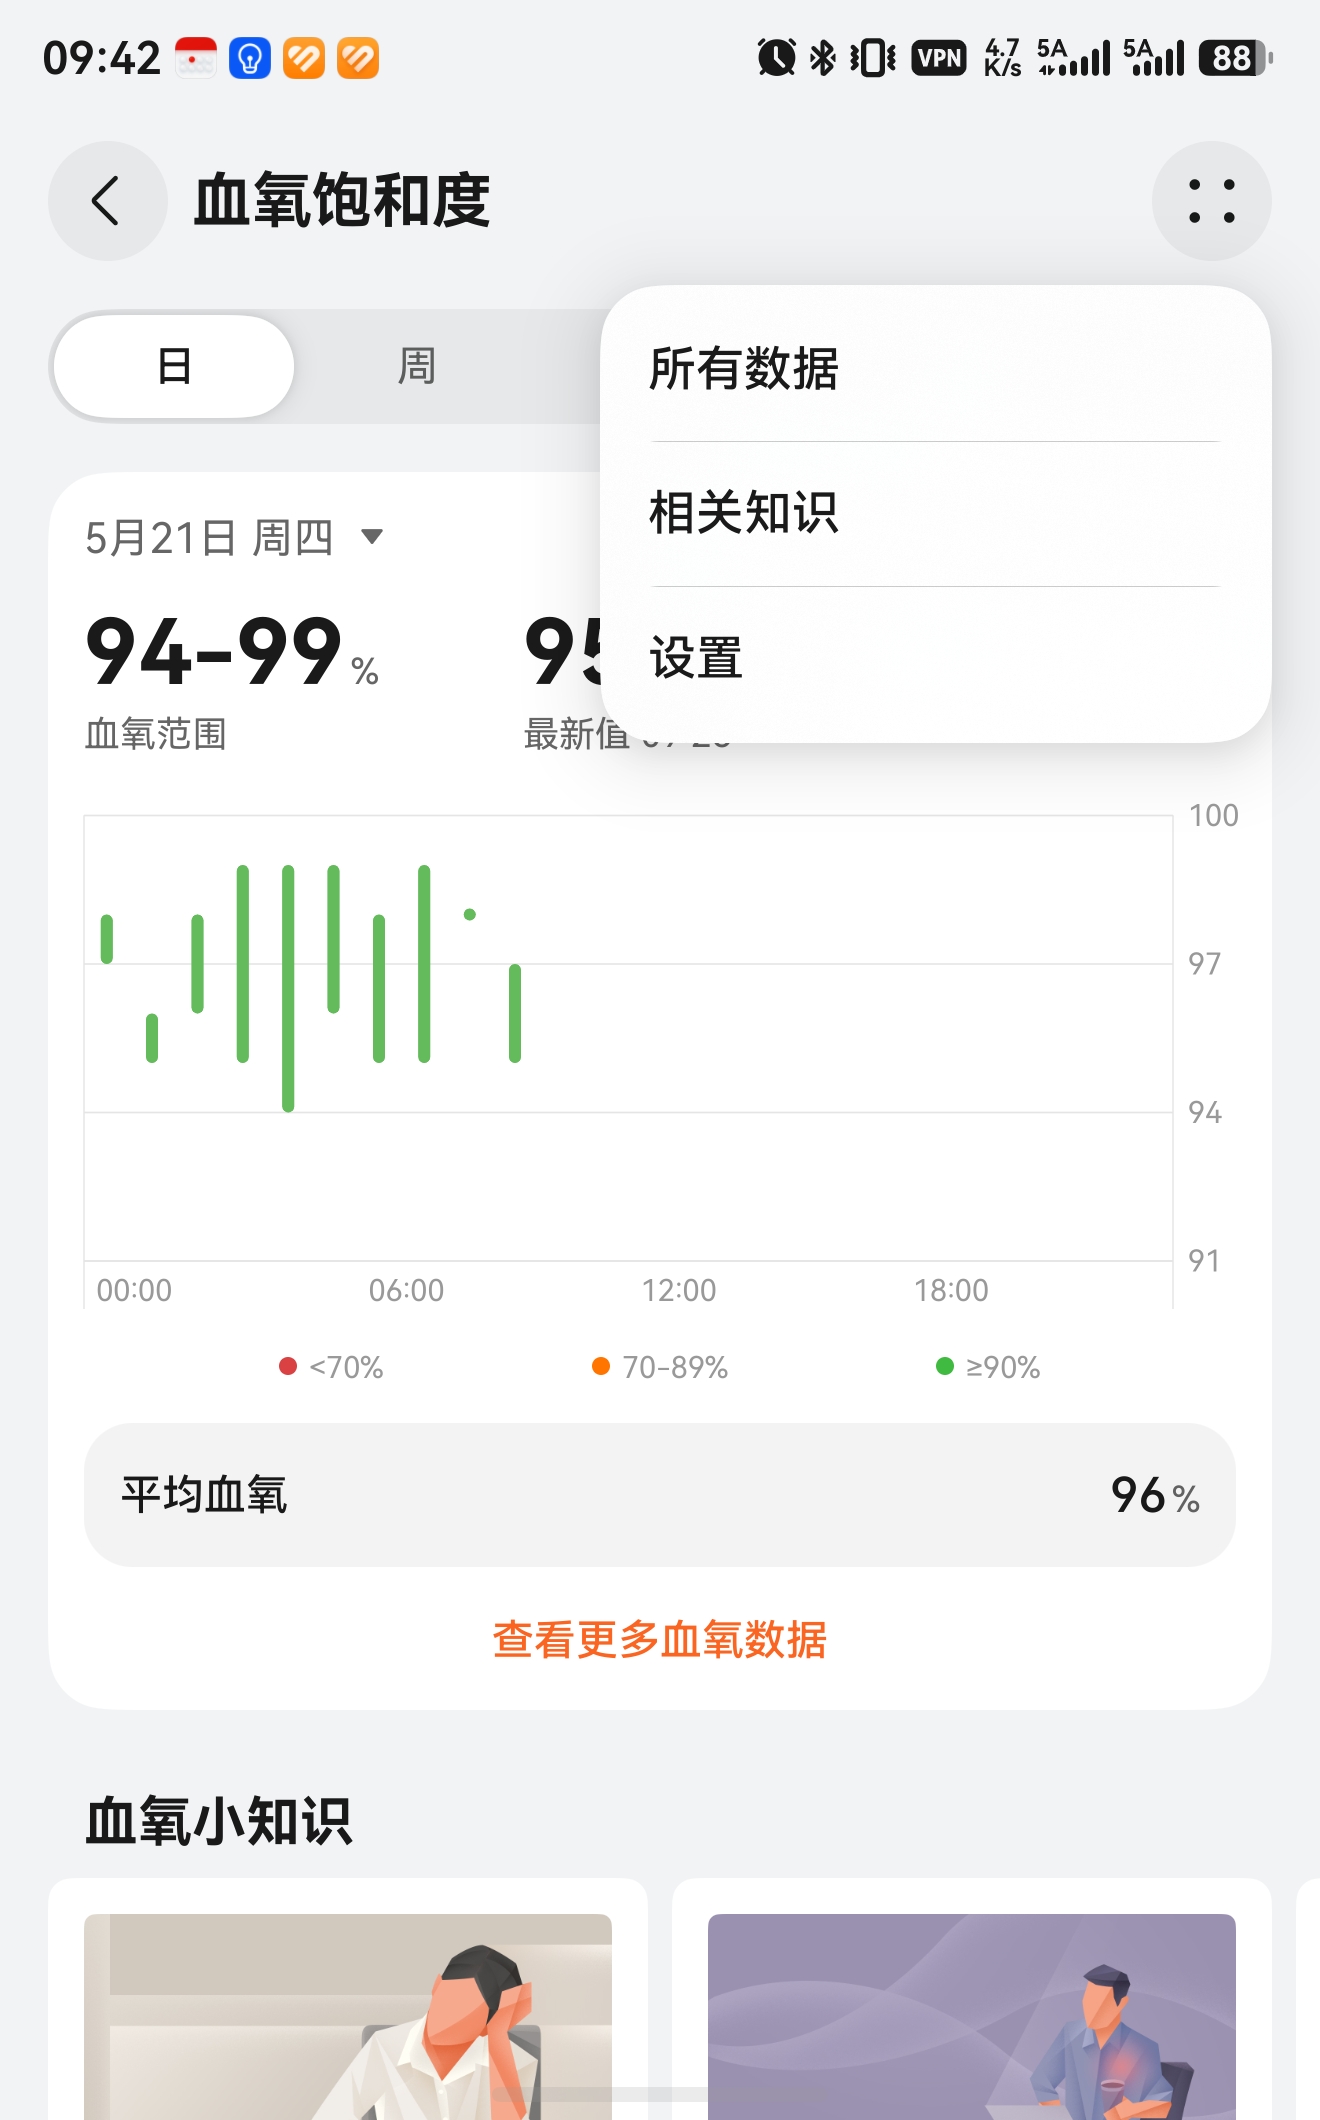 09:42
VPN
4.7
K/s
5A
5A
88
血氧饱和度
日
周
所有数据
相关知识
设置
5月21日 周四
94-99%
血氧范围
最新值
100
97
94
91
00:00
06:00
12:00
18:00
<70%
70-89%
≥90%
平均血氧
96%
查看更多血氧数据
血氧小知识